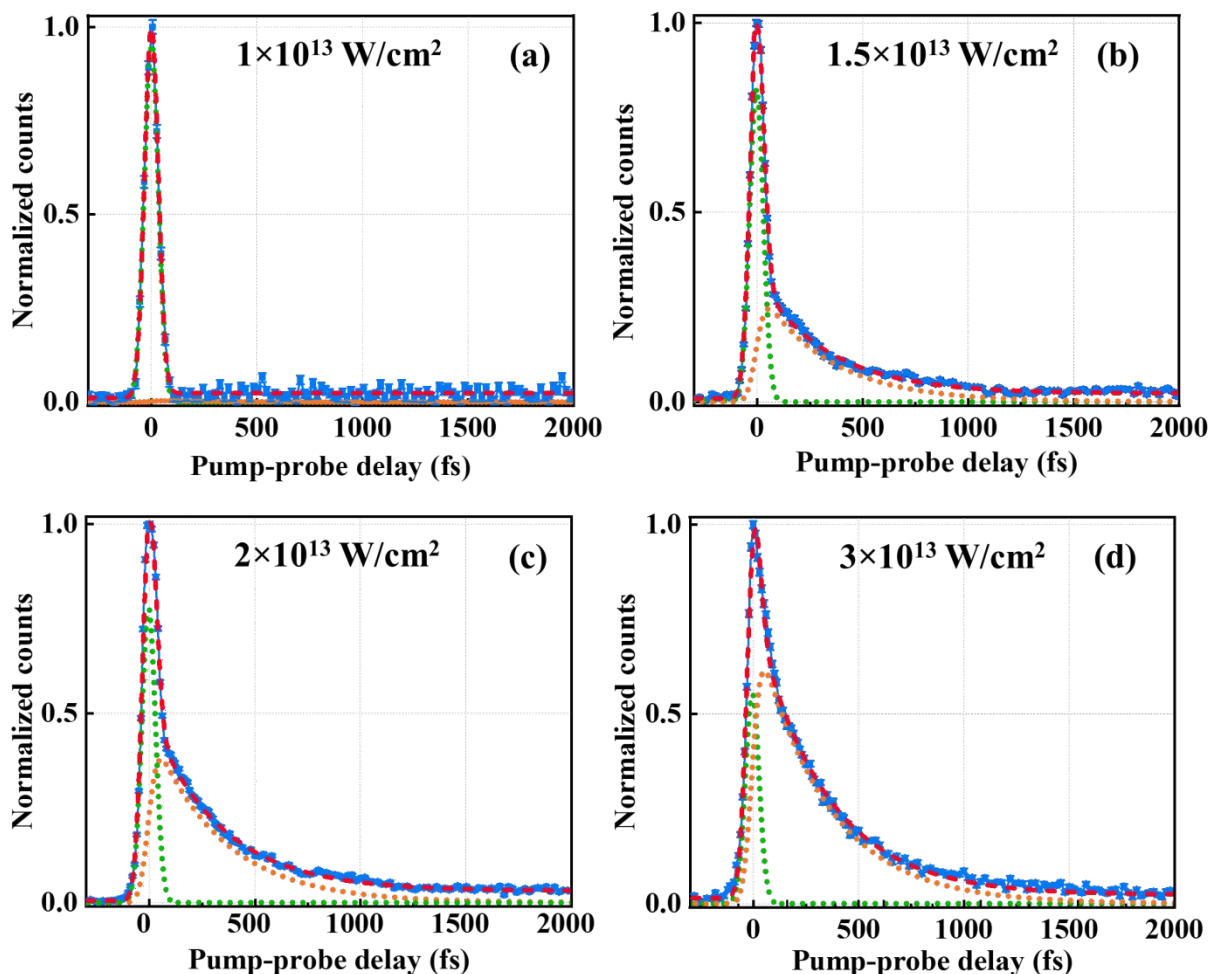 1×10¹³ W/cm² (a)
Normalized counts
1.0
0.5
0.0
0 500 1000 1500 2000
Pump-probe delay (fs)
1.5×10¹³ W/cm² (b)
Normalized counts
1.0
0.5
0.0
0 500 1000 1500 2000
Pump-probe delay (fs)
2×10¹³ W/cm² (c)
Normalized counts
1.0
0.5
0.0
0 500 1000 1500 2000
Pump-probe delay (fs)
3×10¹³ W/cm² (d)
Normalized counts
1.0
0.5
0.0
0 500 1000 1500 2000
Pump-probe delay (fs)